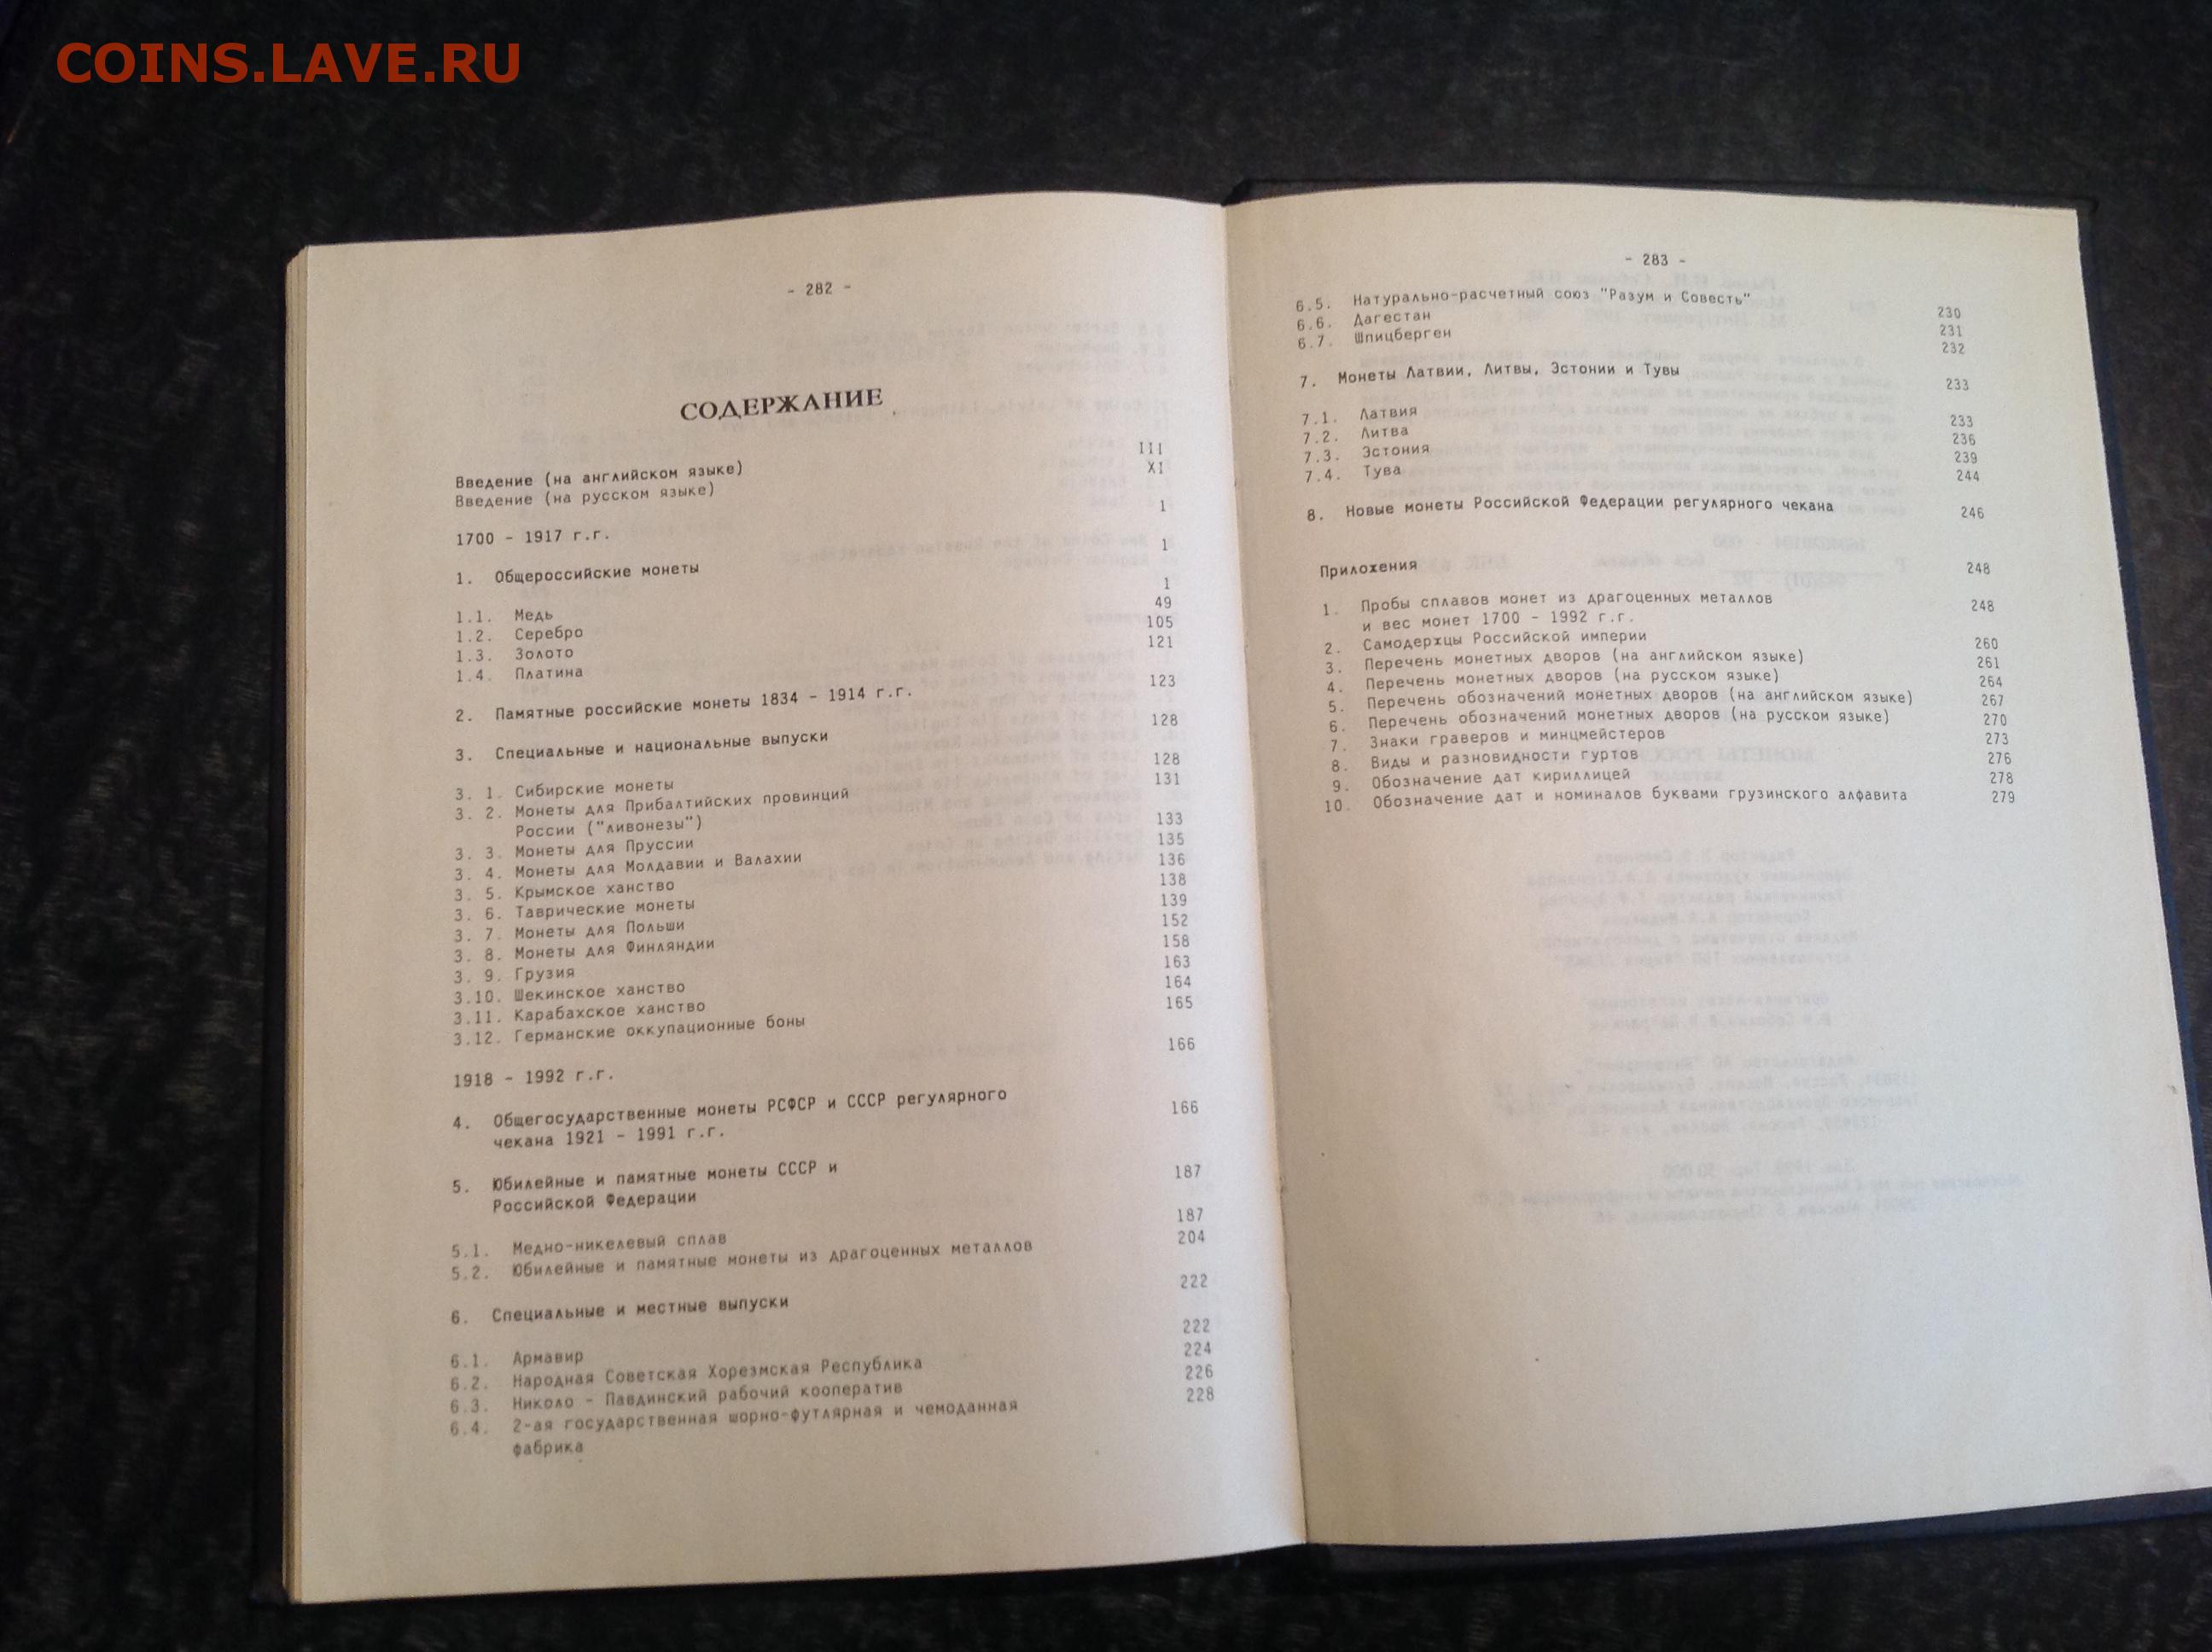 COINS.LAVE.RU
- 282 -
СОДЕРЖАНИЕ
Введение (на английском языке) III
Введение (на русском языке) XI
1700 - 1917 г.г. 1
1. Общероссийские монеты 1
1.1. Медь 1
1.2. Серебро 49
1.3. Золото 105
1.4. Платина 121
2. Памятные российские монеты 1834 - 1914 г.г. 123
3. Специальные и национальные выпуски 128
3. 1. Сибирские монеты 128
3. 2. Монеты для Прибалтийских провинций 131
России ("ливонезы")
3. 3. Монеты для Пруссии 133
3. 4. Монеты для Молдавии и Валахии 135
3. 5. Крымское ханство 136
3. 6. Таврические монеты 138
3. 7. Монеты для Польши 139
3. 8. Монеты для Финляндии 152
3. 9. Грузия 158
3.10. Шекинское ханство 163
3.11. Карабахское ханство 164
3.12. Германские оккупационные боны 165
1918 - 1992 г.г. 166
4. Общегосударственные монеты РСФСР и СССР регулярного
чекана 1921 - 1991 г.г. 166
5. Юбилейные и памятные монеты СССР и
Российской Федерации 187
5.1. Медно-никелевый сплав 187
5.2. Юбилейные и памятные монеты из драгоценных металлов 204
6. Специальные и местные выпуски 222
6.1. Армавир 222
6.2. Народная Советская Хорезмская Республика 224
6.3. Николо - Павдинский рабочий кооператив 226
6.4. 2-ая государственная шорно-футлярная и чемоданная 228
фабрика
- 283 -
6.5. Натурально-расчетный союз "Разум и Совесть" 230
6.6. Дагестан 231
6.7. Шпицберген 232
7. Монеты Латвии, Литвы, Эстонии и Тувы 233
7.1. Латвия 233
7.2. Литва 236
7.3. Эстония 239
7.4. Тува 244
8. Новые монеты Российской Федерации регулярного чекана 246
Приложения 248
1. Пробы сплавов монет из драгоценных металлов
и вес монет 1700 - 1992 г.г. 248
2. Самодержцы Российской империи 260
3. Перечень монетных дворов (на английском языке) 261
4. Перечень монетных дворов (на русском языке) 264
5. Перечень обозначений монетных дворов (на английском языке) 267
6. Перечень обозначений монетных дворов (на русском языке) 270
7. Знаки граверов и минцмейстеров 273
8. Виды и разновидности гуртов 276
9. Обозначение дат кириллицей 278
10. Обозначение дат и номиналов буквами грузинского алфавита 279